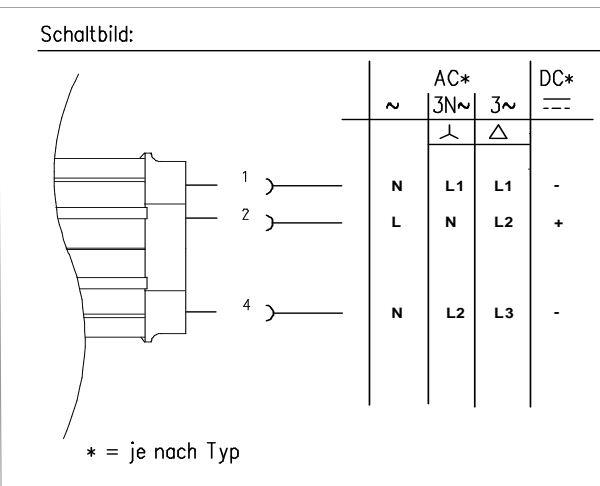 Schaltbild:
AC* DC*
~ 3N~ 3~
1 N L1 L1 -
2 L N L2 +
4 N L2 L3 -
* = je nach Typ